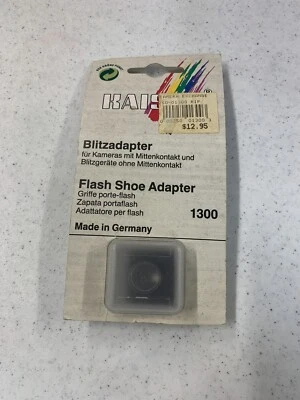 KAIS
$12.95
Blitzadapter
für Kameras mit Mittenkontakt und
Blitzgeräte ohne Mittenkontakt
Flash Shoe Adapter
Griffe porte-flash
Zapata portaflash
Adattatore per flash
1300
Made in Germany